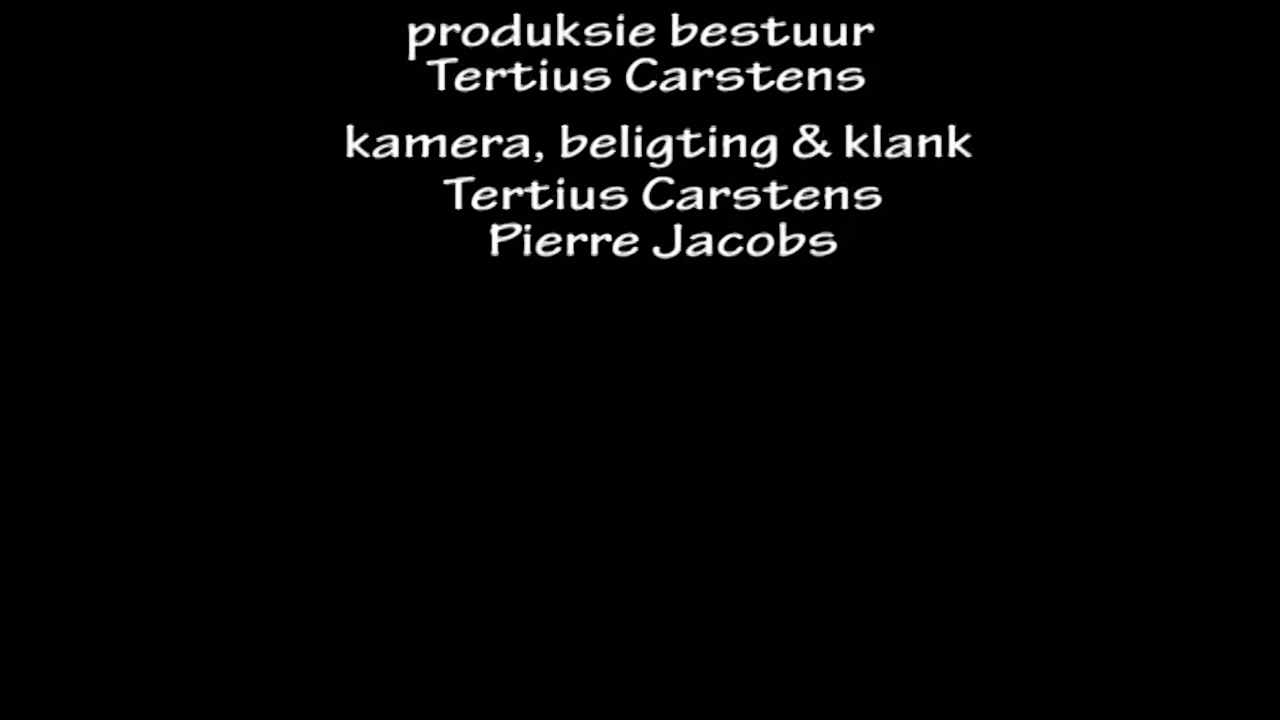 produksie bestuur
Tertius Carstens
kamera, beligting & klank
Tertius Carstens
Pierre Jacobs